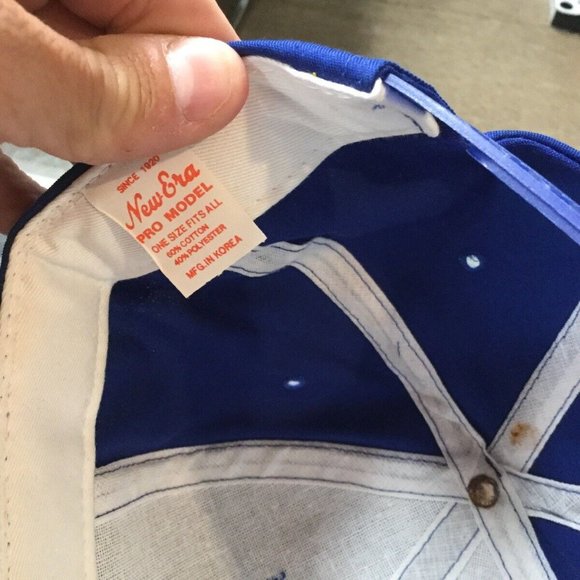 SINCE 1920
New Era
PRO MODEL
ONE SIZE FITS ALL
60% COTTON
40% POLYESTER
MFG. IN KOREA